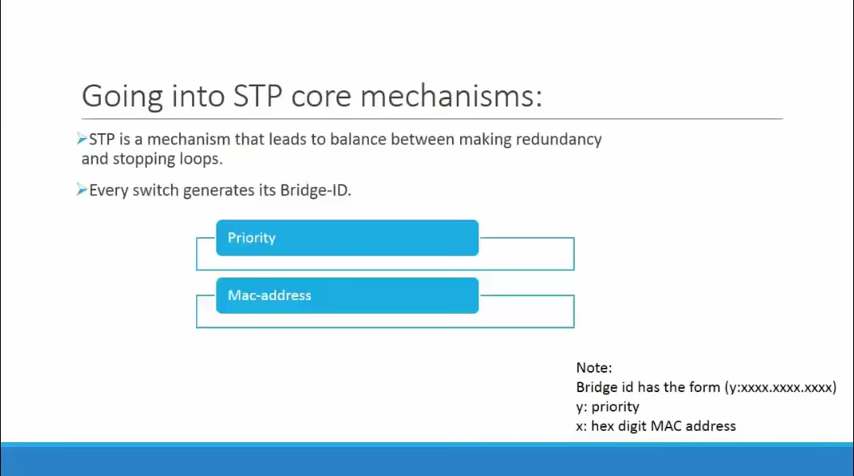 Going into STP core mechanisms:
STP is a mechanism that leads to balance between making redundancy
and stopping loops.
Every switch generates its Bridge-ID.
Priority
Mac-address
Note:
Bridge id has the form (y:xxxx.xxxx.xxxx)
y: priority
x: hex digit MAC address